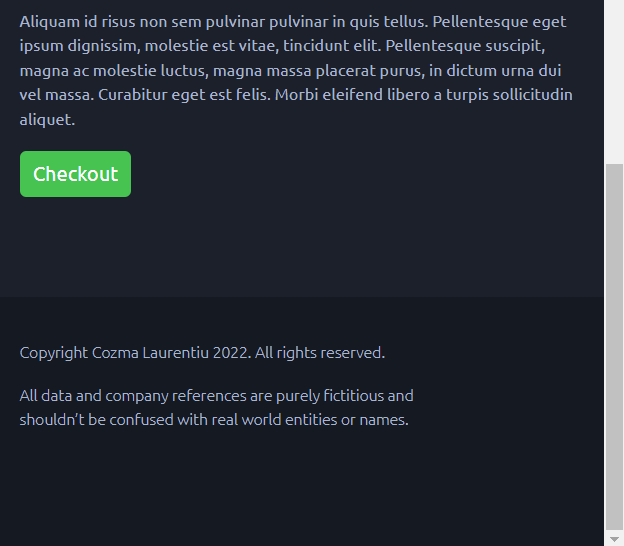 Aliquam id risus non sem pulvinar pulvinar in quis tellus. Pellentesque eget
ipsum dignissim, molestie est vitae, tincidunt elit. Pellentesque suscipit,
magna ac molestie luctus, magna massa placerat purus, in dictum urna dui
vel massa. Curabitur eget est felis. Morbi eleifend libero a turpis sollicitudin
aliquet.
Checkout
Copyright Cozma Laurentiu 2022. All rights reserved.
All data and company references are purely fictitious and
shouldn’t be confused with real world entities or names.